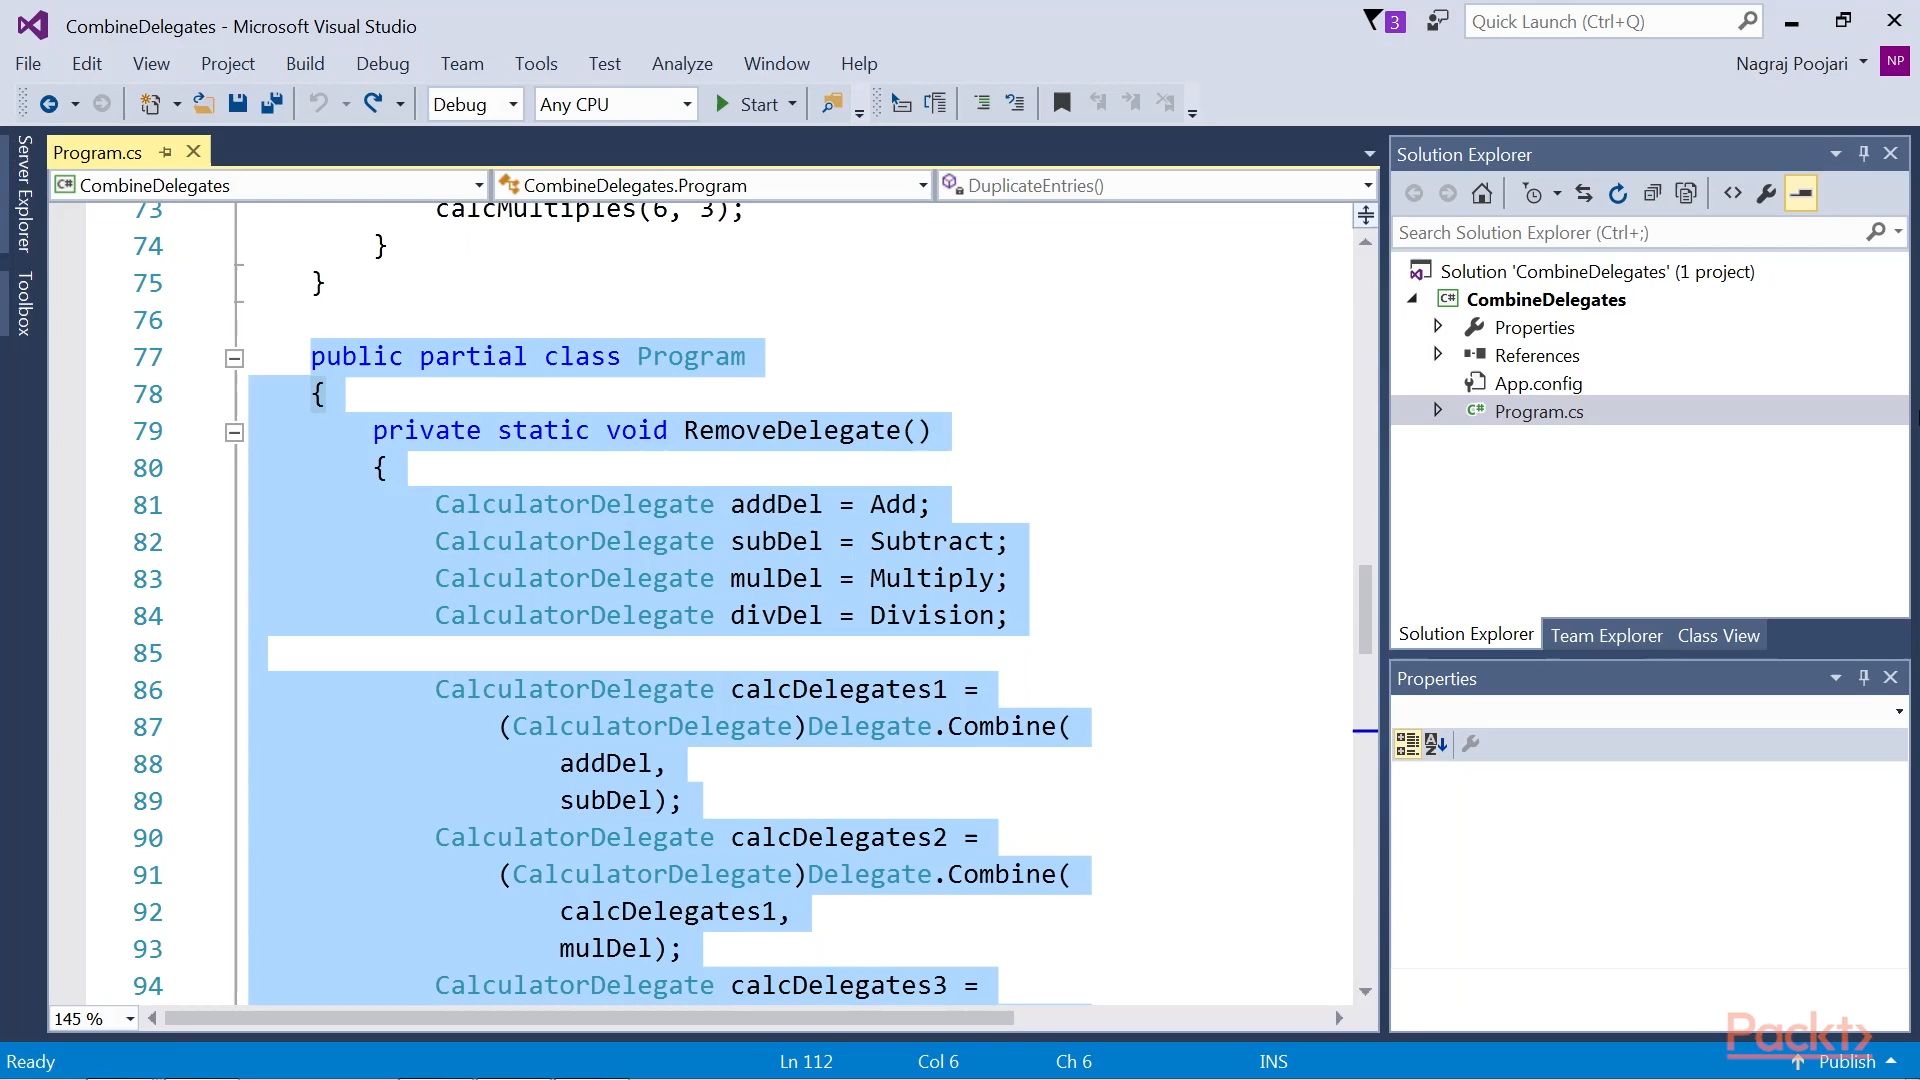 CombineDelegates - Microsoft Visual Studio
3
Quick Launch (Ctrl+Q)
File Edit View Project Build Debug Team Tools Test Analyze Window Help
Nagraj Poojari
NP
Debug
Any CPU
Start
Server Explorer
Toolbox
Program.cs
C# CombineDelegates
CombineDelegates.Program
DuplicateEntries()
73 calcMultiples(6, 3);
74 }
75 }
76
77 public partial class Program
78 {
79 private static void RemoveDelegate()
80 {
81 CalculatorDelegate addDel = Add;
82 CalculatorDelegate subDel = Subtract;
83 CalculatorDelegate mulDel = Multiply;
84 CalculatorDelegate divDel = Division;
85
86 CalculatorDelegate calcDelegates1 =
87 (CalculatorDelegate)Delegate.Combine(
88 addDel,
89 subDel);
90 CalculatorDelegate calcDelegates2 =
91 (CalculatorDelegate)Delegate.Combine(
92 calcDelegates1,
93 mulDel);
94 CalculatorDelegate calcDelegates3 =
145 %
Solution Explorer
Search Solution Explorer (Ctrl+;)
Solution 'CombineDelegates' (1 project)
C# CombineDelegates
Properties
References
App.config
C# Program.cs
Solution Explorer Team Explorer Class View
Properties
Packt>
Ready
Ln 112
Col 6
Ch 6
INS
Publish